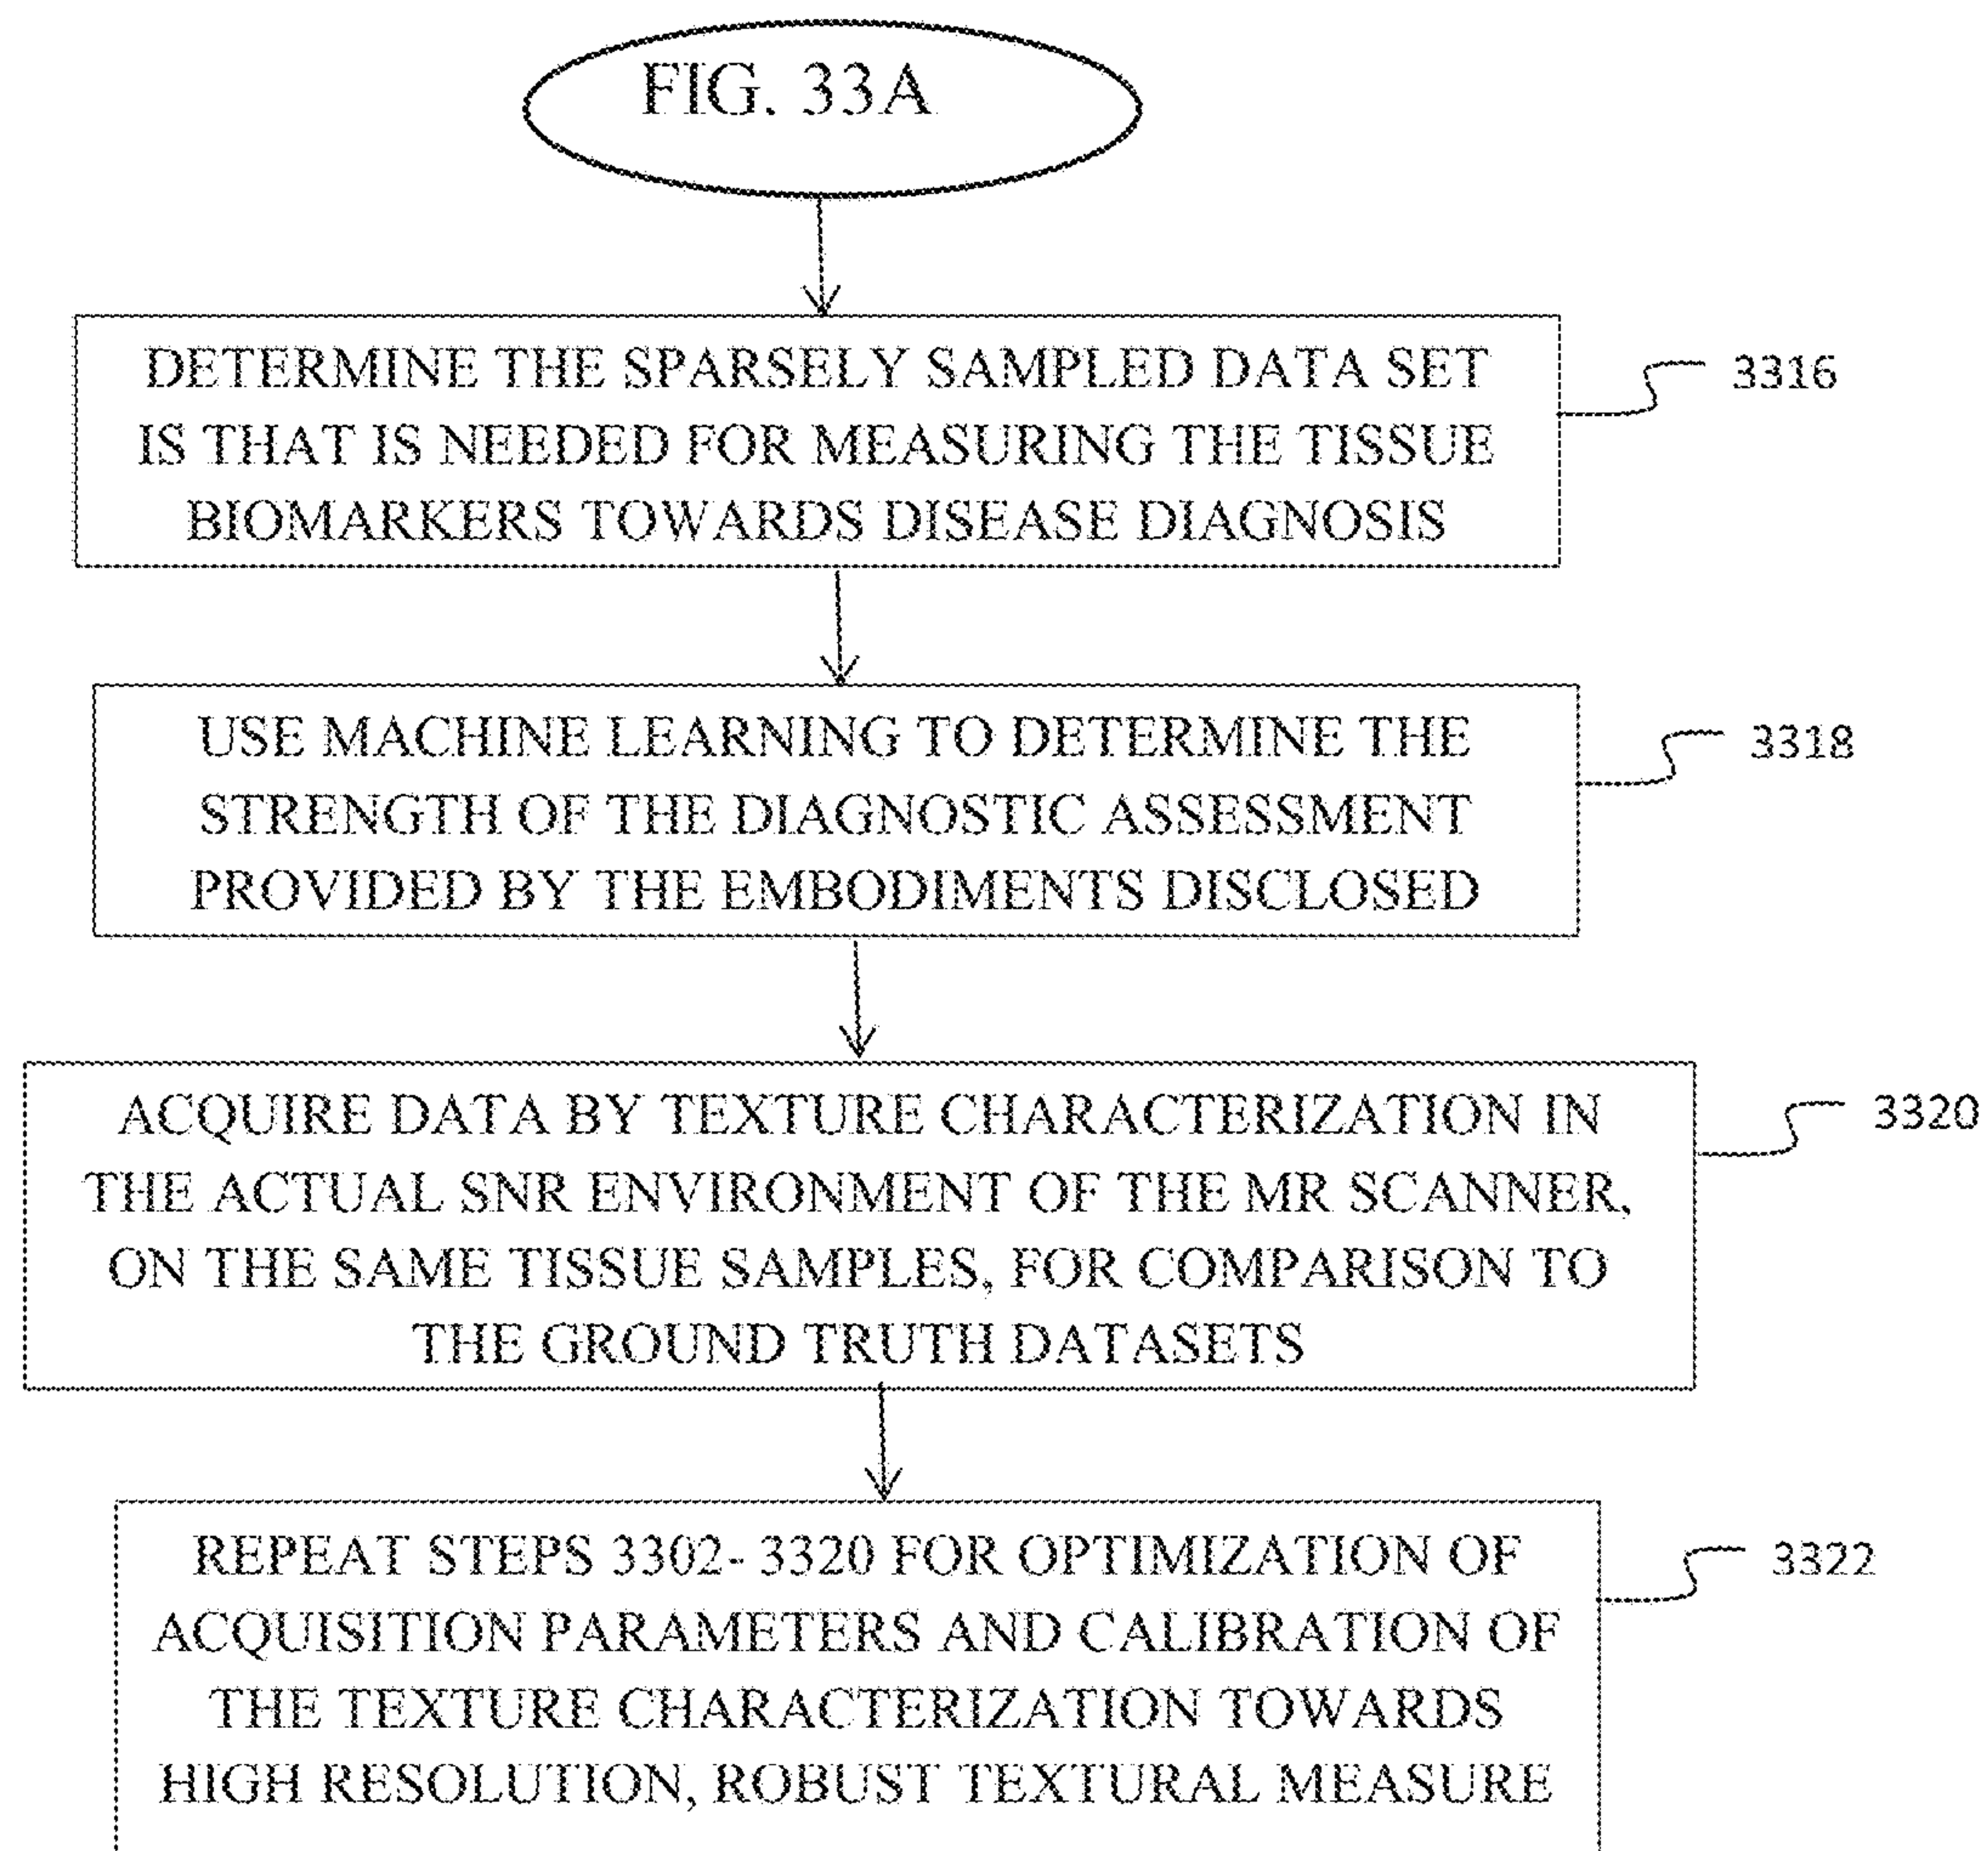 FIG. 33A
DETERMINE THE SPARSELY SAMPLED DATA SET
IS THAT IS NEEDED FOR MEASURING THE TISSUE
BIOMARKERS TOWARDS DISEASE DIAGNOSIS
3316
USE MACHINE LEARNING TO DETERMINE THE
STRENGTH OF THE DIAGNOSTIC ASSESSMENT
PROVIDED BY THE EMBODIMENTS DISCLOSED
3318
ACQUIRE DATA BY TEXTURE CHARACTERIZATION IN
THE ACTUAL SNR ENVIRONMENT OF THE MR SCANNER,
ON THE SAME TISSUE SAMPLES, FOR COMPARISON TO
THE GROUND TRUTH DATASETS
3320
REPEAT STEPS 3302- 3320 FOR OPTIMIZATION OF
ACQUISITION PARAMETERS AND CALIBRATION OF
THE TEXTURE CHARACTERIZATION TOWARDS
HIGH RESOLUTION, ROBUST TEXTURAL MEASURE
3322